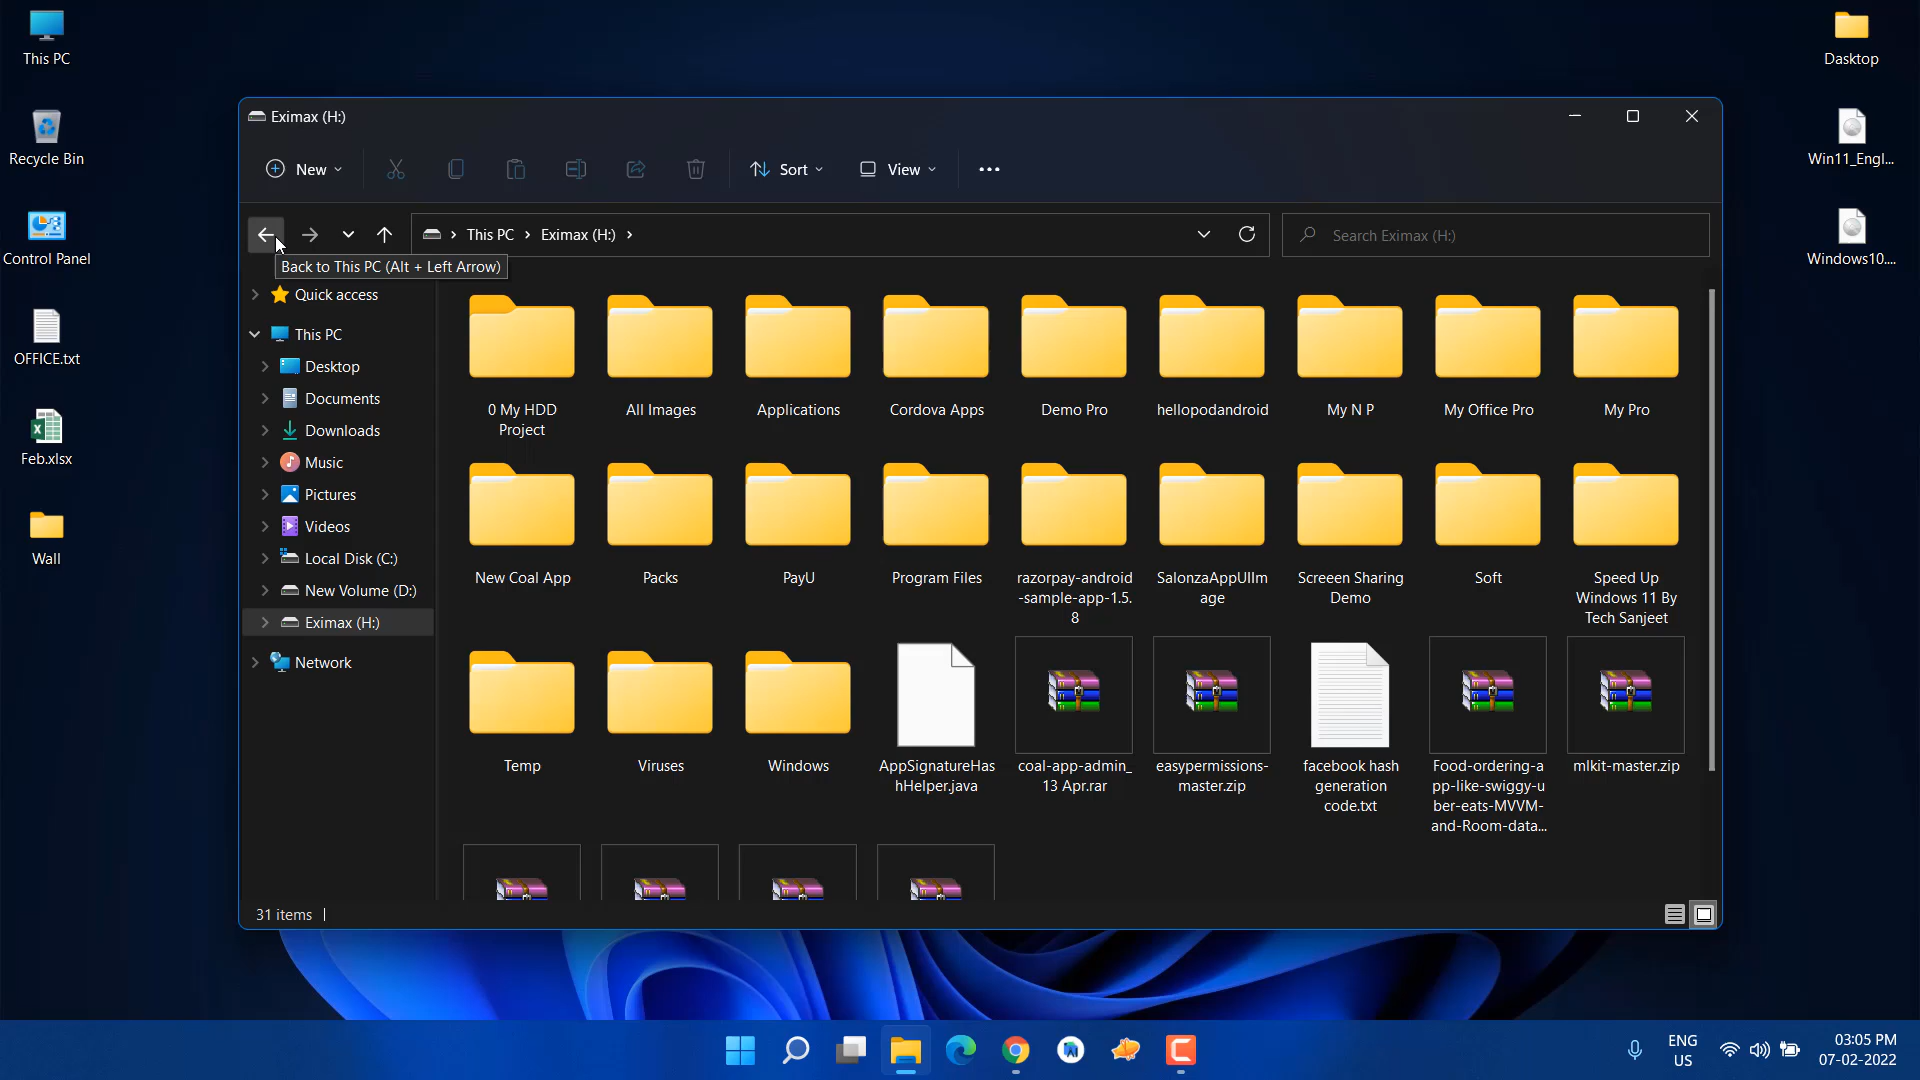 This PC
Recycle Bin
Control Panel
OFFICE.txt
Feb.xlsx
Wall
Dasktop
Win11_Engl...
Windows10....
Eximax (H:)
New
Sort
View
This PC
Eximax (H:)
Search Eximax (H:)
Back to This PC (Alt + Left Arrow)
Quick access
This PC
Desktop
Documents
Downloads
Music
Pictures
Videos
Local Disk (C:)
New Volume (D:)
Eximax (H:)
Network
0 My HDD
Project
All Images
Applications
Cordova Apps
Demo Pro
hellopodandroid
My N P
My Office Pro
My Pro
New Coal App
Packs
PayU
Program Files
razorpay-android
-sample-app-1.5.
8
SalonzaAppUIIm
age
Screeen Sharing
Demo
Soft
Speed Up
Windows 11 By
Tech Sanjeet
Temp
Viruses
Windows
AppSignatureHas
hHelper.java
coal-app-admin_
13 Apr.rar
easypermissions-
master.zip
facebook hash
generation
code.txt
Food-ordering-a
pp-like-swiggy-u
ber-eats-MVVM-
and-Room-data...
mlkit-master.zip
31 items
ENG
US
03:05 PM
07-02-2022